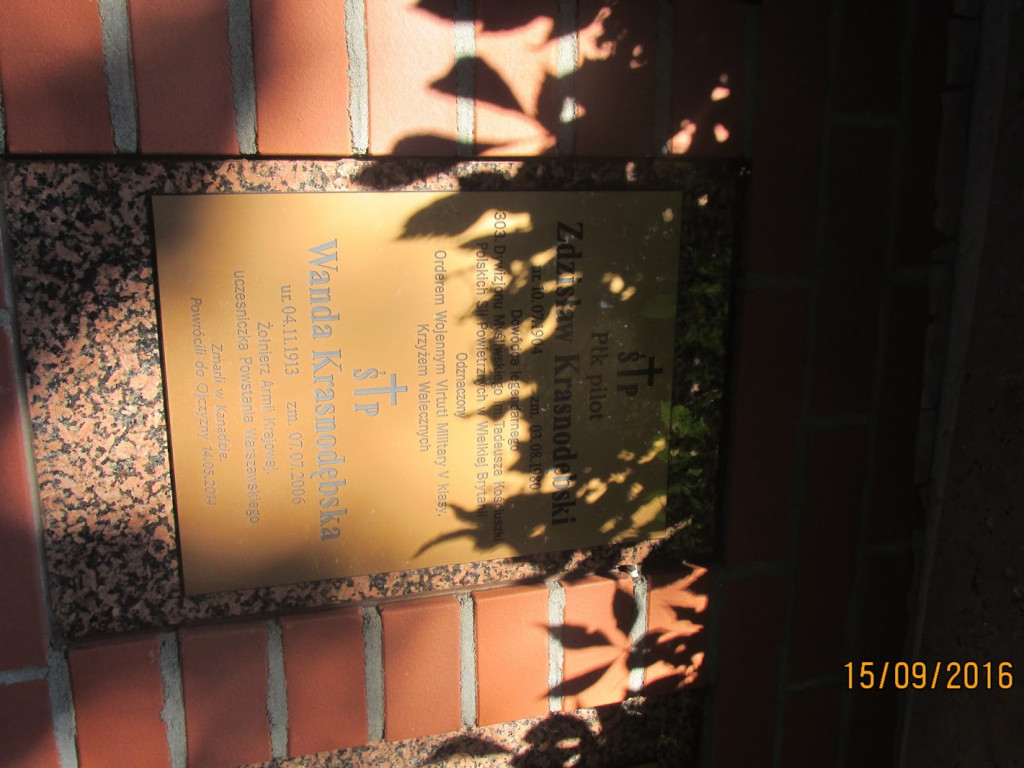 Ś † P
Płk pilot
Zdzisław Krasnodębski
ur. 10.07.1904 zm. 03.08.1980
Dowódca legendarnego
303. Dywizjonu Myśliwskiego im. Tadeusza Kościuszki
Polskich Sił Powietrznych w Wielkiej Brytanii
Odznaczony
Orderem Wojennym Virtuti Military V klasy,
Krzyżem Walecznych
Ś † P
Wanda Krasnodębska
ur. 04.11.1913 zm. 07.07.2006
Żołnierz Armii Krajowej,
uczesniczka Powstania Warszawskiego
Zmarli w Kanadzie.
Powrócili do Ojczyzny 14.05.2014
15/09/2016